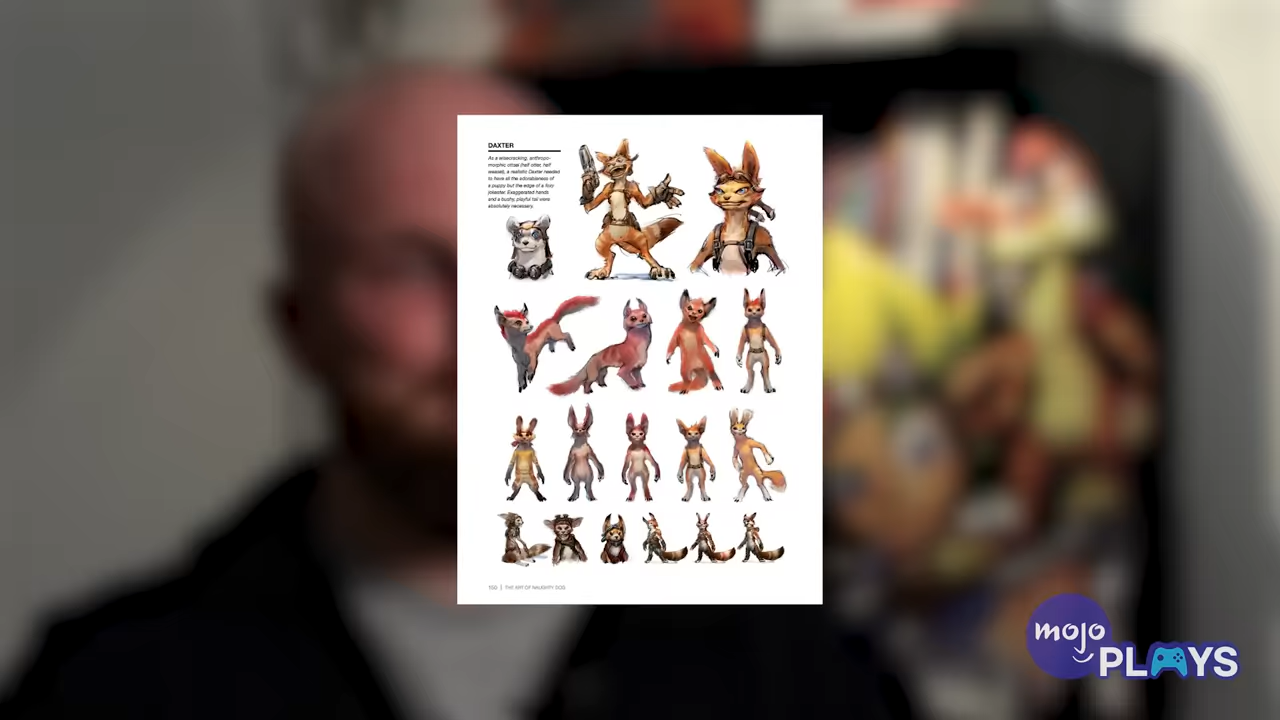 DAXTER
As a wisecracking, anthropo-
morphic ottsel (half otter, half
weasel), a realistic Daxter needed
to have all the adorableness of
a puppy but the edge of a foxy
jokester. Exaggerated hands
and a bushy, playful tail were
absolutely necessary.
100 | THE ART OF NAUGHTY DOG
mojo
PLAYS